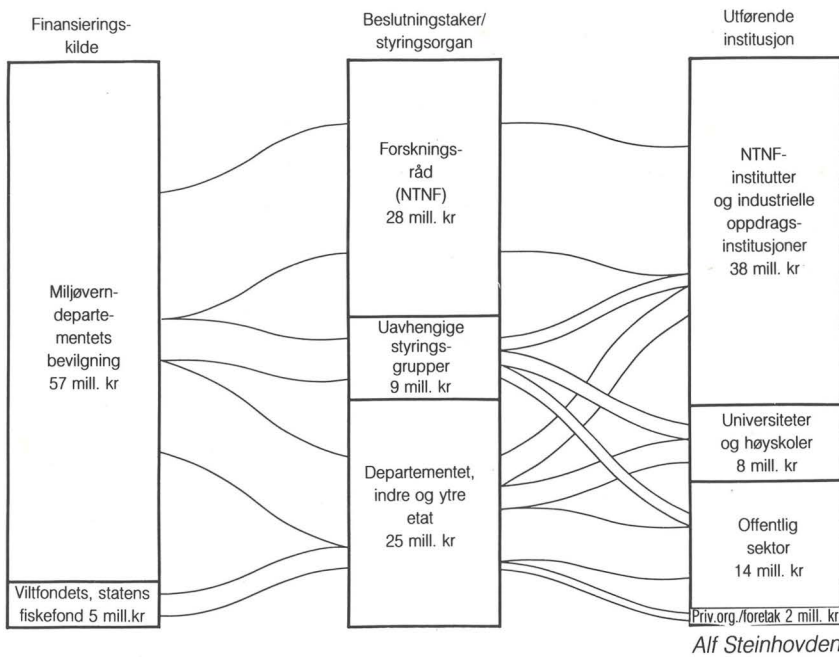 Finansierings-
kilde
Beslutningstaker/
styringsorgan
Utførende
institusjon
Miljøvern-
departe-
mentets
bevilgning
57 mill. kr
Viltfondets, statens
fiskefond 5 mill.kr
Forsknings-
råd
(NTNF)
28 mill. kr
Uavhengige
styrings-
grupper
9 mill. kr
Departementet,
indre og ytre
etat
25 mill. kr
NTNF-
institutter
og industrielle
oppdrags-
institusjoner
38 mill. kr
Universiteter
og høyskoler
8 mill. kr
Offentlig
sektor
14 mill. kr
Priv.org./foretak 2 mill. kr
Alf Steinhovden